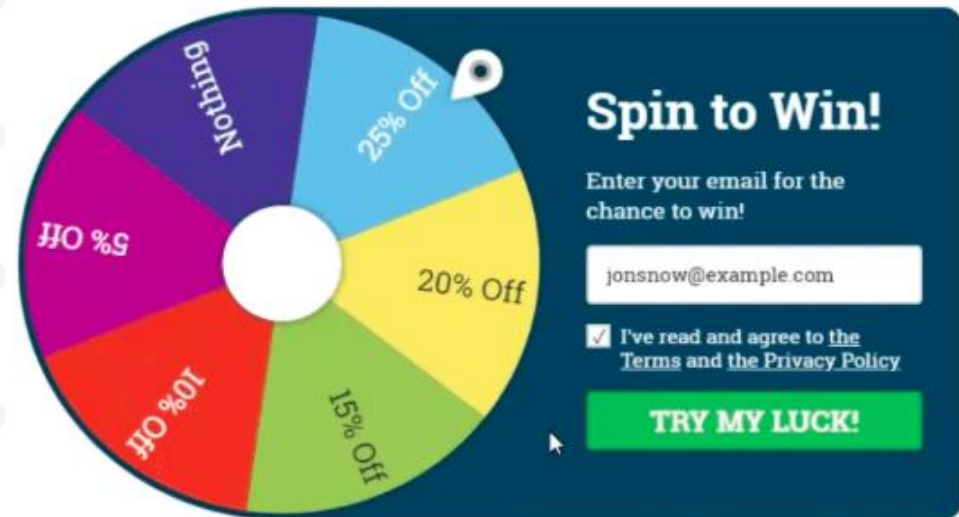 Nothing
25% Off
20% Off
15% Off
10% Off
5% Off
Spin to Win!
Enter your email for the
chance to win!
jonsnow@example.com
I've read and agree to the
Terms and the Privacy Policy
TRY MY LUCK!